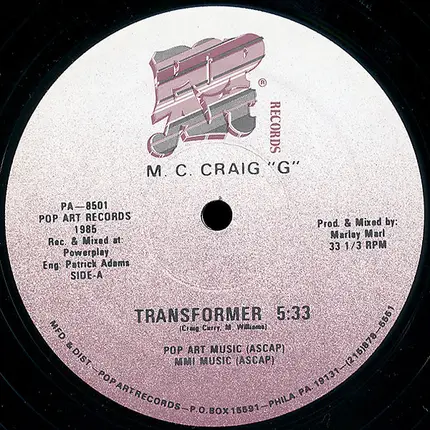 POP ART
®
RECORDS
M. C. CRAIG "G"
PA—8501
POP ART RECORDS
1985
Rec. & Mixed at:
Powerplay
Eng: Patrick Adams
SIDE-A
Prod. & Mixed by:
Marlay Marl
33 1/3 RPM
TRANSFORMER 5:33
(Craig Curry, M. Williams)
POP ART MUSIC (ASCAP)
MMI MUSIC (ASCAP)
MFD. & DIST.—POP ART RECORDS—P.O. BOX 15591—PHILA. PA 19131—(215)878-5551